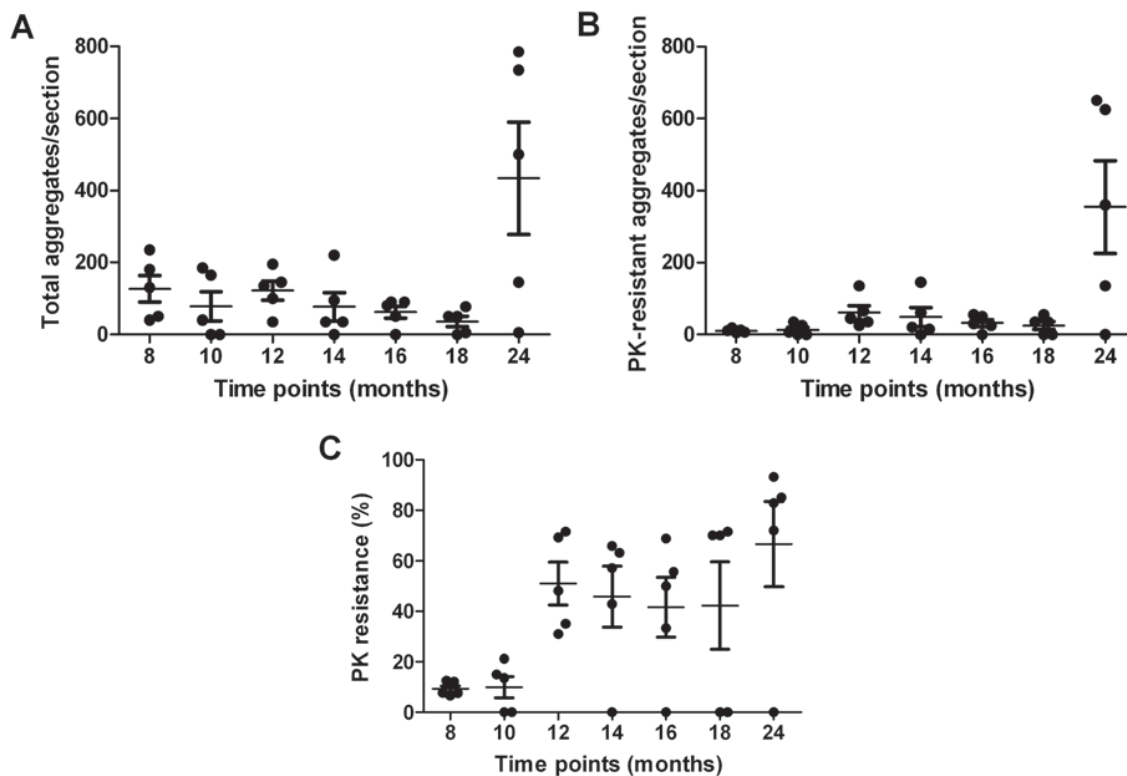 A
Total aggregates/section
800
600
400
200
0
8 10 12 14 16 18 24
Time points (months)
B
PK-resistant aggregates/section
800
600
400
200
0
8 10 12 14 16 18 24
Time points (months)
C
PK resistance (%)
100
80
60
40
20
0
8 10 12 14 16 18 24
Time points (months)